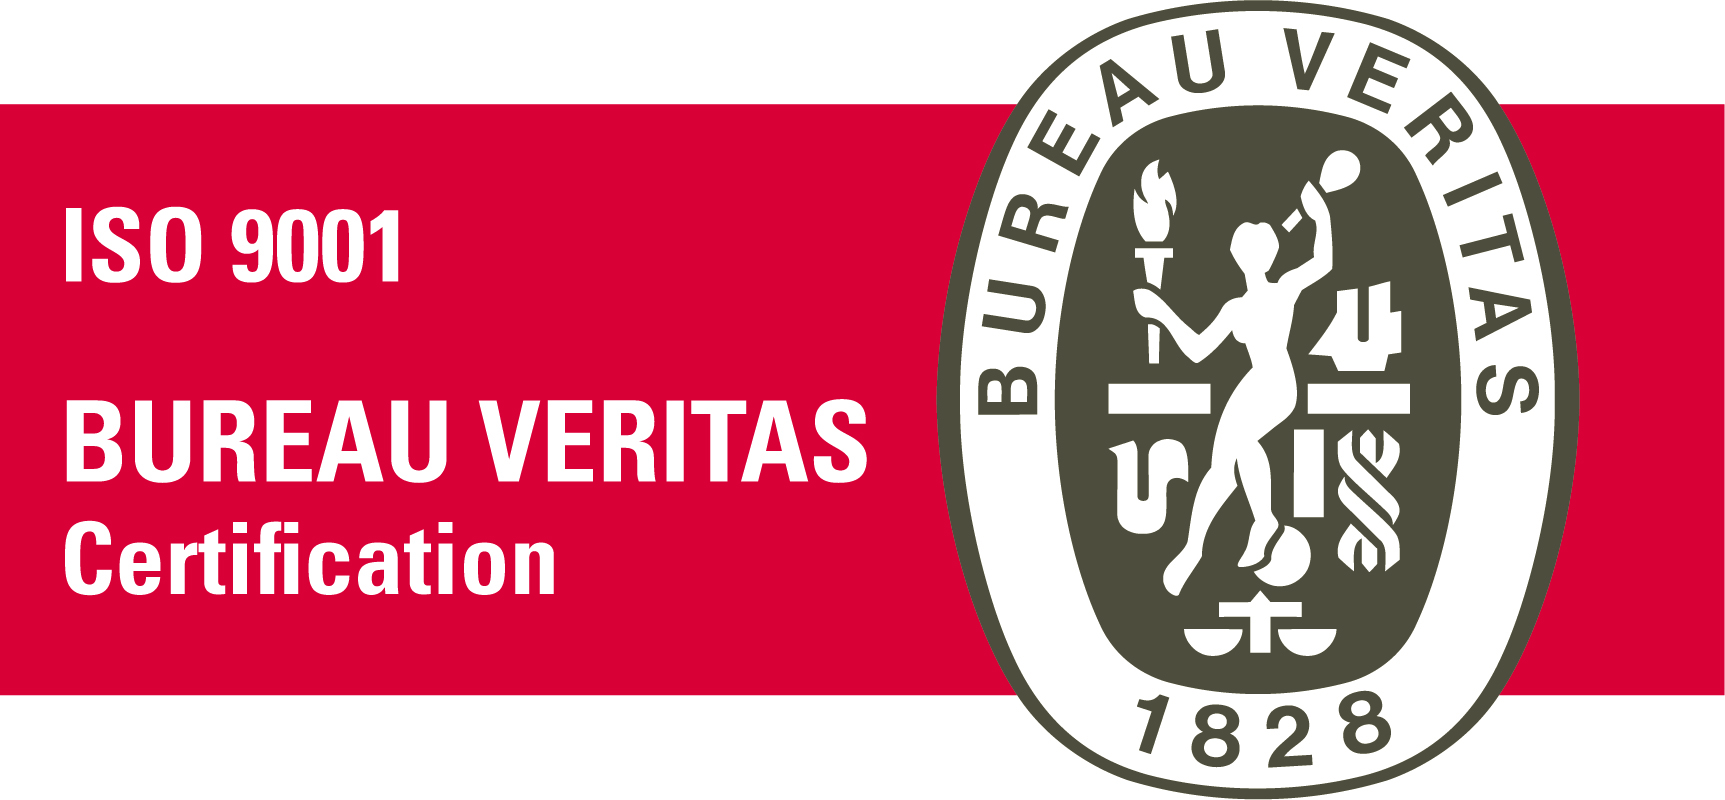 ISO 9001
BUREAU VERITAS
Certification
BUREAU VERITAS
1828